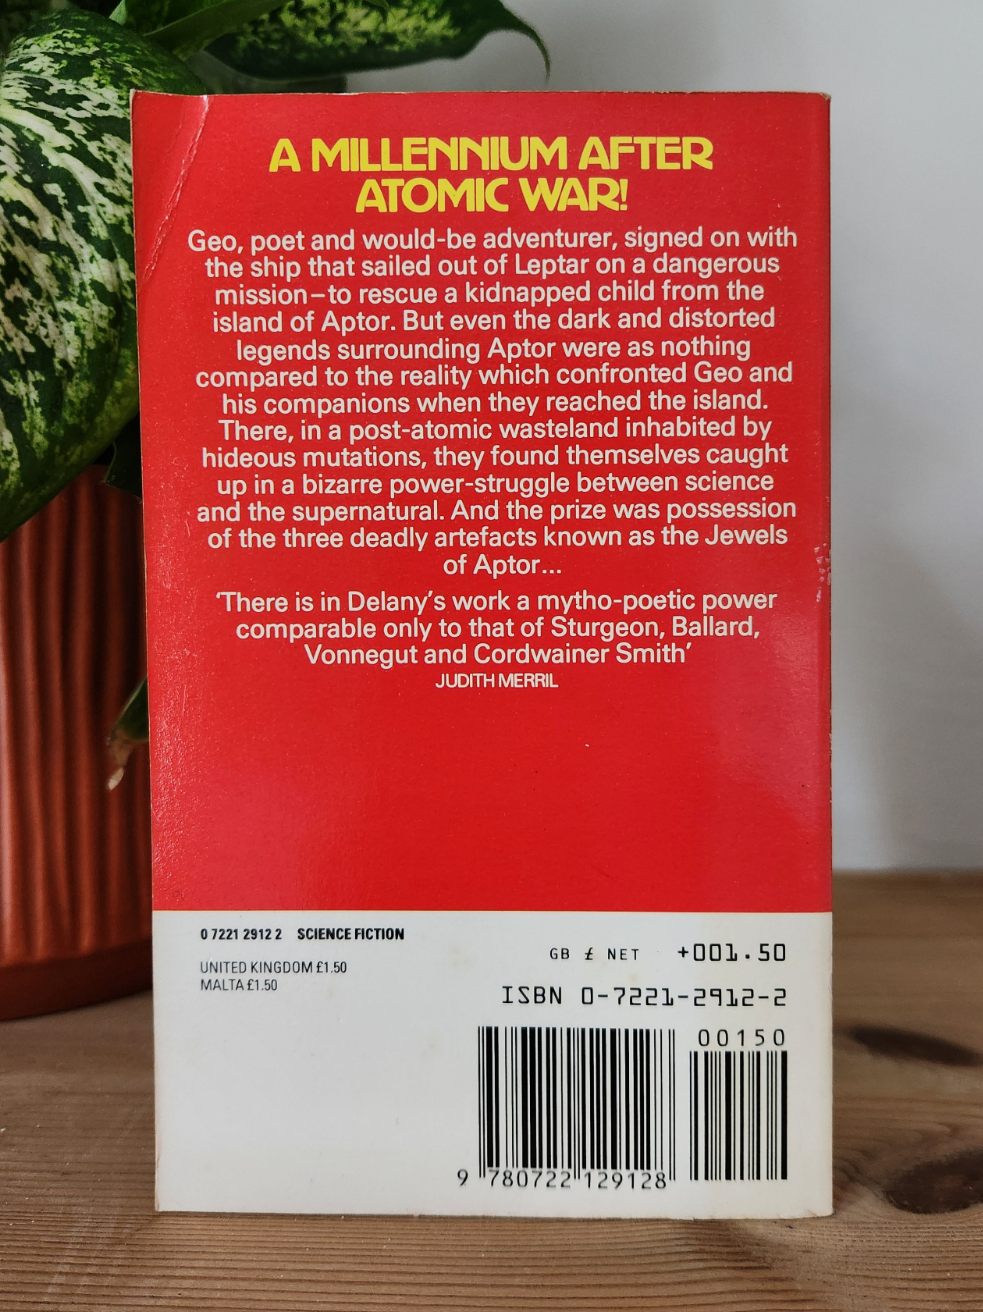 A MILLENNIUM AFTER
ATOMIC WAR!
Geo, poet and would-be adventurer, signed on with
the ship that sailed out of Leptar on a dangerous
mission–to rescue a kidnapped child from the
island of Aptor. But even the dark and distorted
legends surrounding Aptor were as nothing
compared to the reality which confronted Geo and
his companions when they reached the island.
There, in a post-atomic wasteland inhabited by
hideous mutations, they found themselves caught
up in a bizarre power-struggle between science
and the supernatural. And the prize was possession
of the three deadly artefacts known as the Jewels
of Aptor...
‘There is in Delany’s work a mytho-poetic power
comparable only to that of Sturgeon, Ballard,
Vonnegut and Cordwainer Smith’
JUDITH MERRIL
0 7221 2912 2 SCIENCE FICTION
UNITED KINGDOM £1.50
MALTA £1.50
GB £ NET +001.50
ISBN 0-7221-2912-2
00150
9 780722 129128